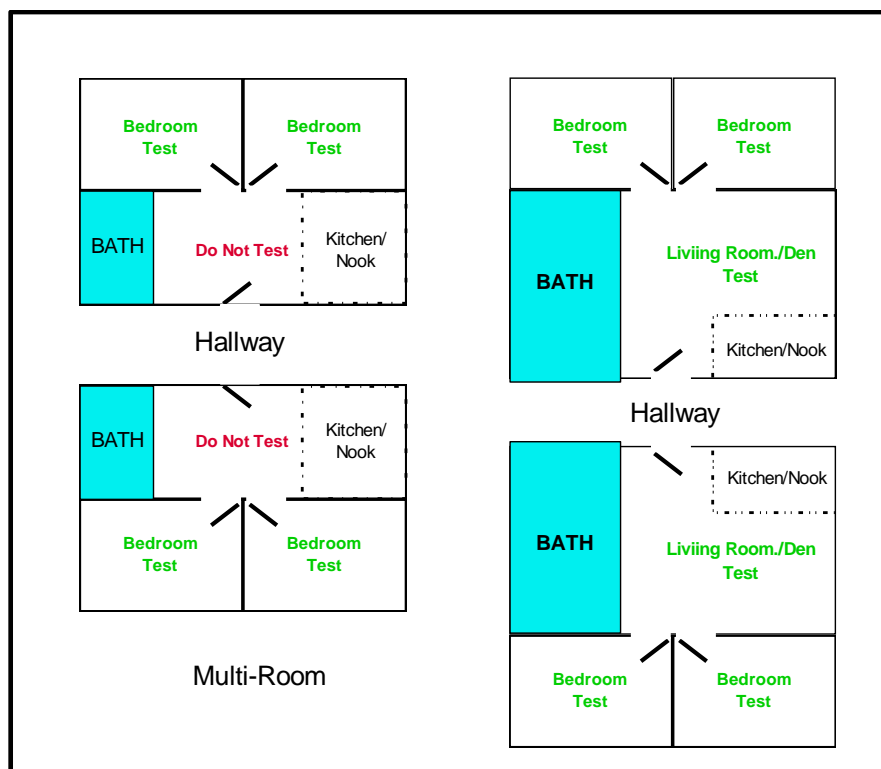 Bedroom
Test
Bedroom
Test
BATH
Do Not Test
Kitchen/
Nook
Hallway
BATH
Do Not Test
Kitchen/
Nook
Bedroom
Test
Bedroom
Test
Multi-Room
Bedroom
Test
Bedroom
Test
BATH
Liviing Room./Den
Test
Kitchen/Nook
Hallway
Kitchen/Nook
BATH
Liviing Room./Den
Test
Bedroom
Test
Bedroom
Test